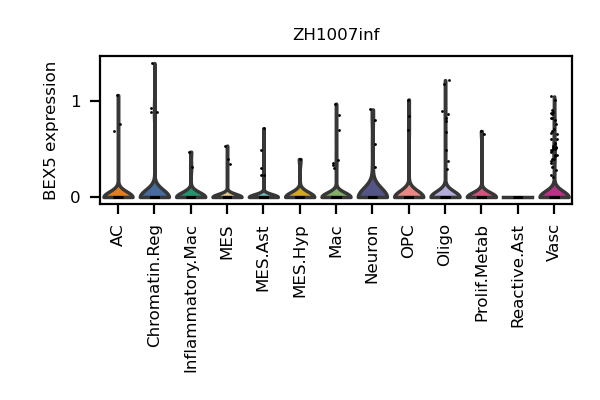 ZH1007inf
BEX5 expression
1
0
AC
Chromatin.Reg
Inflammatory.Mac
MES
MES.Ast
MES.Hyp
Mac
Neuron
OPC
Oligo
Prolif.Metab
Reactive.Ast
Vasc